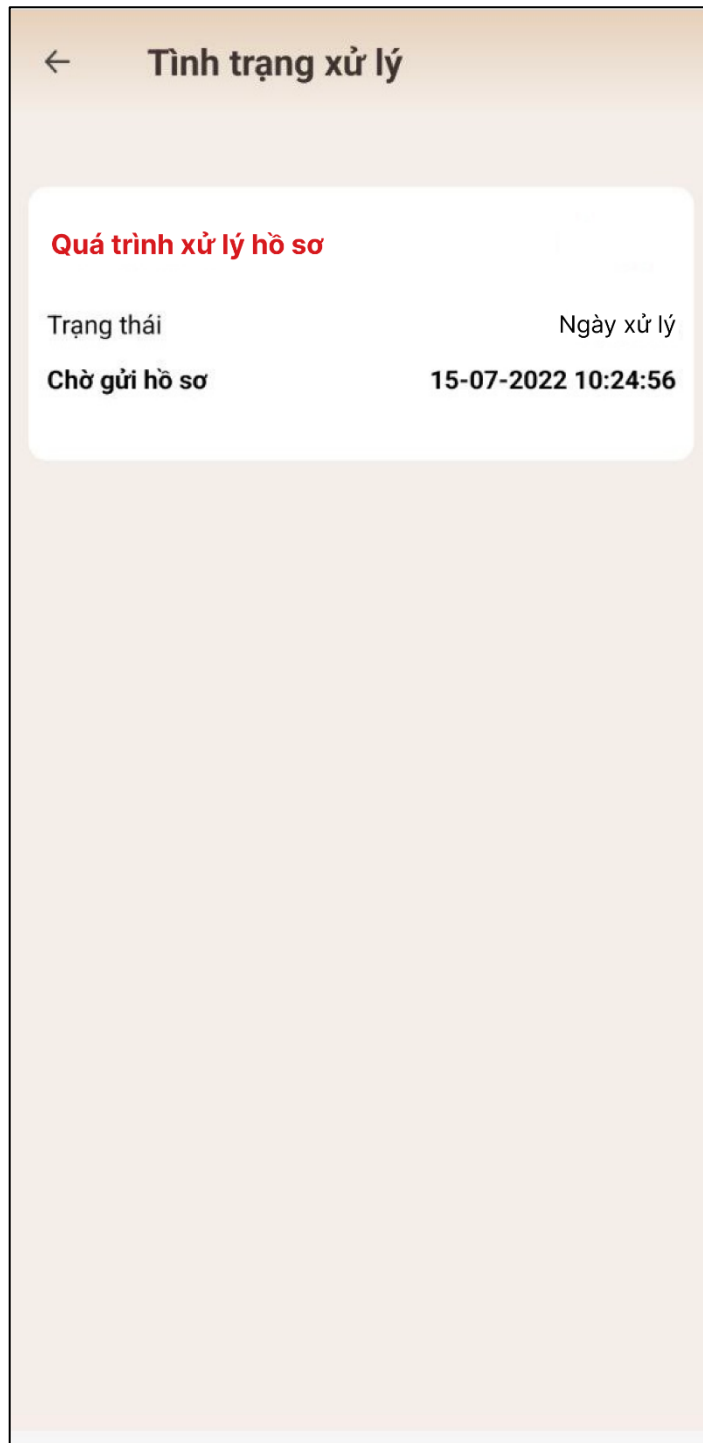 Tình trạng xử lý
Quá trình xử lý hồ sơ
Trạng thái Ngày xử lý
Chờ gửi hồ sơ 15-07-2022 10:24:56